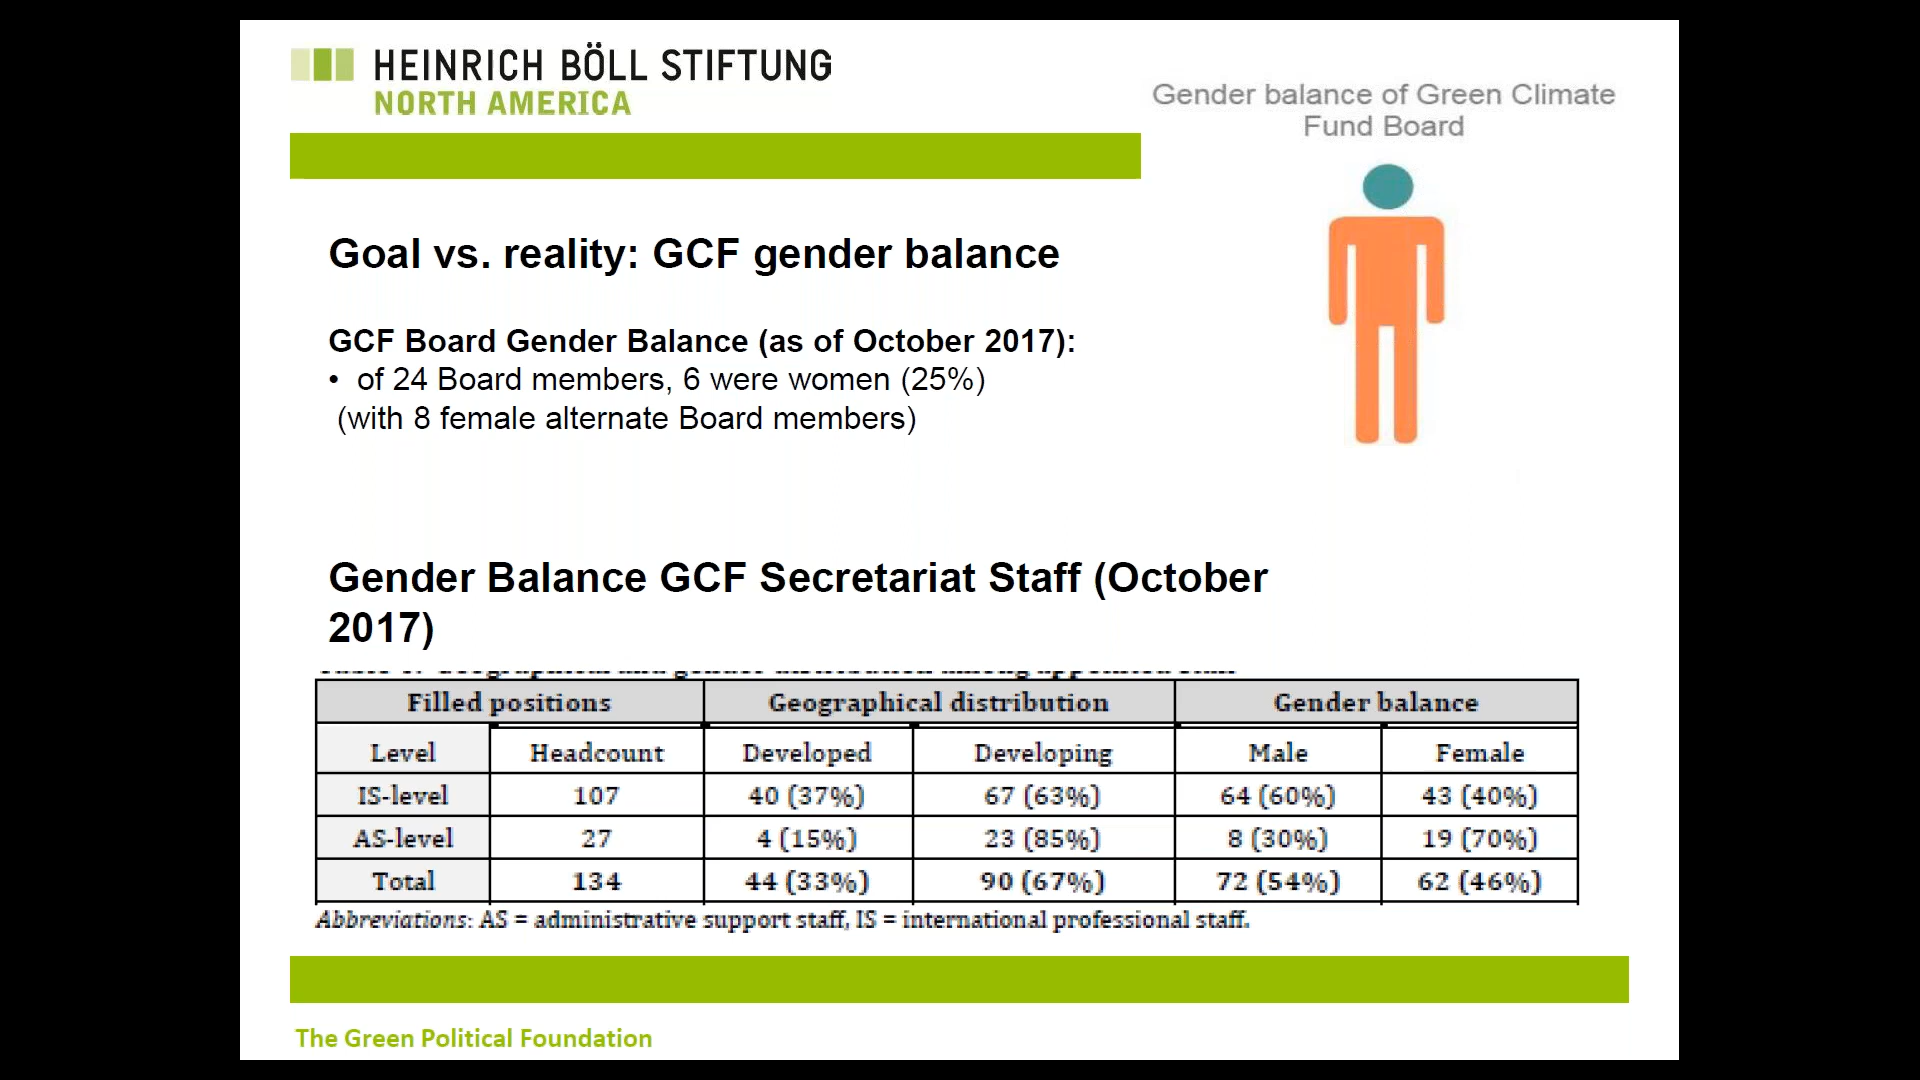 HEINRICH BÖLL STIFTUNG
NORTH AMERICA
Gender balance of Green Climate
Fund Board
Goal vs. reality: GCF gender balance
GCF Board Gender Balance (as of October 2017):
• of 24 Board members, 6 were women (25%)
(with 8 female alternate Board members)
Gender Balance GCF Secretariat Staff (October
2017)
Filled positions Geographical distribution Gender balance
Level Headcount Developed Developing Male Female
IS-level 107 40 (37%) 67 (63%) 64 (60%) 43 (40%)
AS-level 27 4 (15%) 23 (85%) 8 (30%) 19 (70%)
Total 134 44 (33%) 90 (67%) 72 (54%) 62 (46%)
Abbreviations: AS = administrative support staff, IS = international professional staff.
The Green Political Foundation